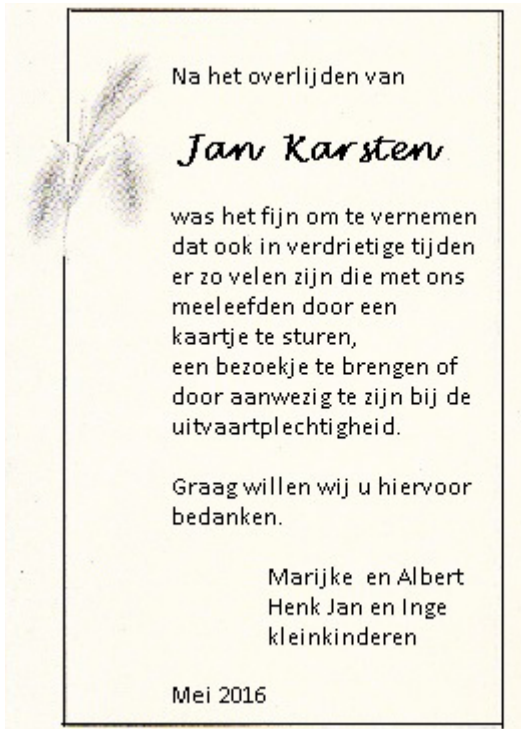 Na het overlijden van
Jan Karsten
was het fijn om te vernemen
dat ook in verdrietige tijden
er zo velen zijn die met ons
meeleefden door een
kaartje te sturen,
een bezoekje te brengen of
door aanwezig te zijn bij de
uitvaartplechtigheid.
Graag willen wij u hiervoor
bedanken.
Marijke en Albert
Henk Jan en Inge
kleinkinderen
Mei 2016